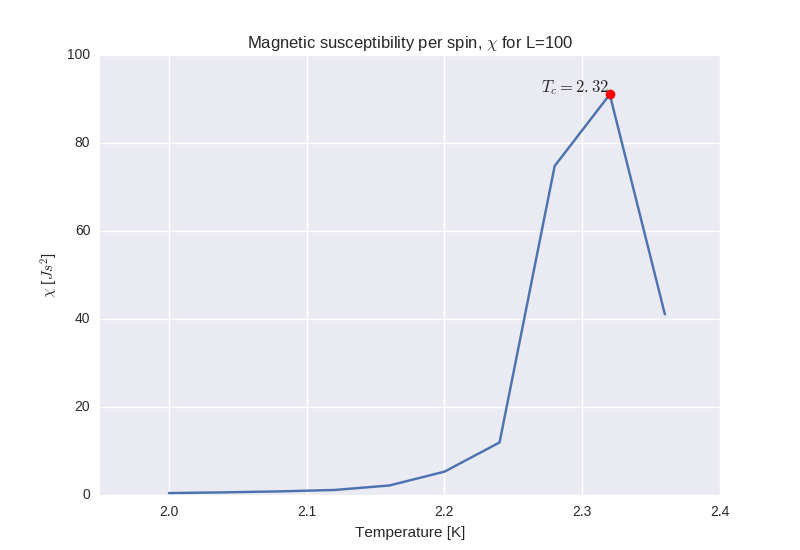 Magnetic susceptibility per spin, χ for L=100
100
80
60
40
20
0
χ [Js²]
T_c = 2.32
2.0 2.1 2.2 2.3 2.4
Temperature [K]